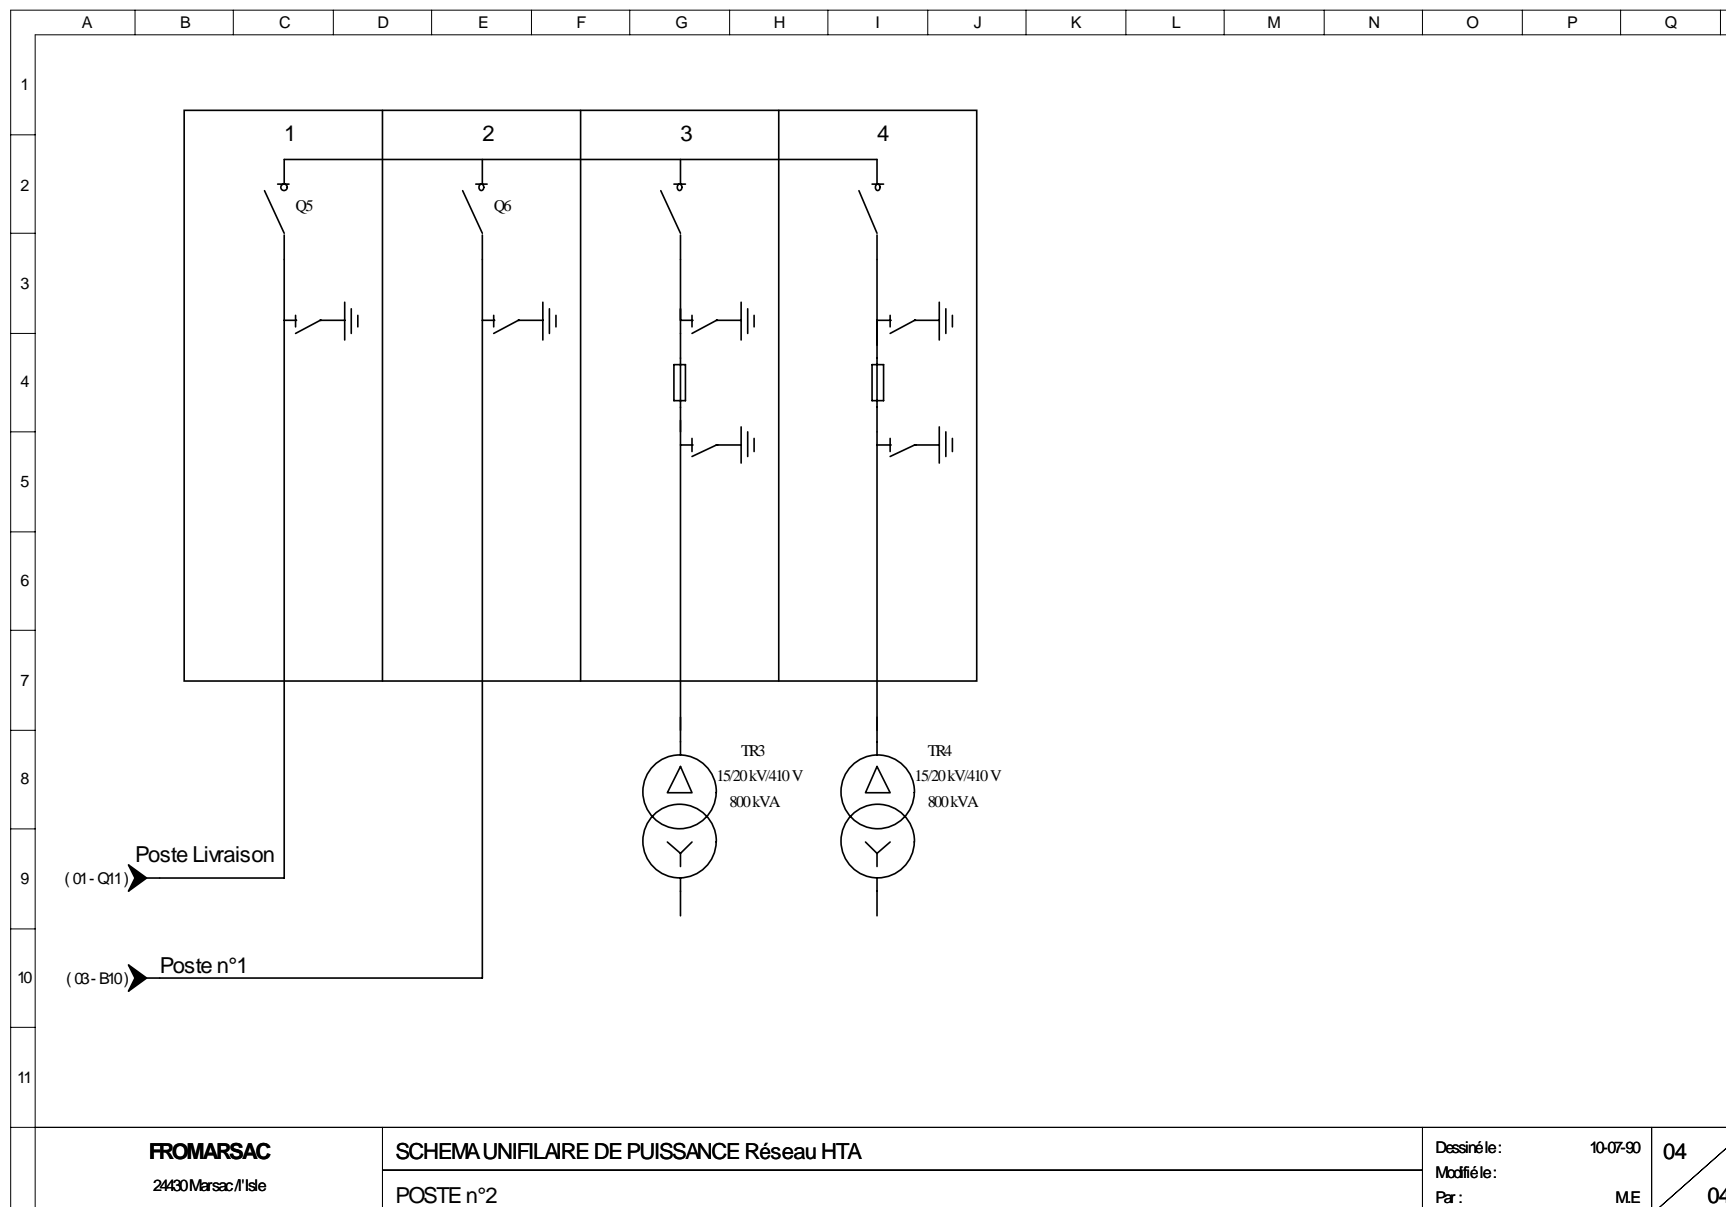 A B C D E F G H I J K L M N O P Q
1
2
3
4
5
6
7
8
9
10
11
1 2 3 4
Q5 Q6
TR3 TR4
15/20 kV/410 V 15/20 kV/410 V
800 kVA 800 kVA
Poste Livraison
( 01 - Q11 )
Poste n°1
( 03 - B10 )
FROMARSAC
24430 Marsac /l' Isle
SCHEMA UNIFILAIRE DE PUISSANCE Réseau HTA
POSTE n°2
Dessiné le : 10-07-90
Modifié le :
Par : M.E
04
04